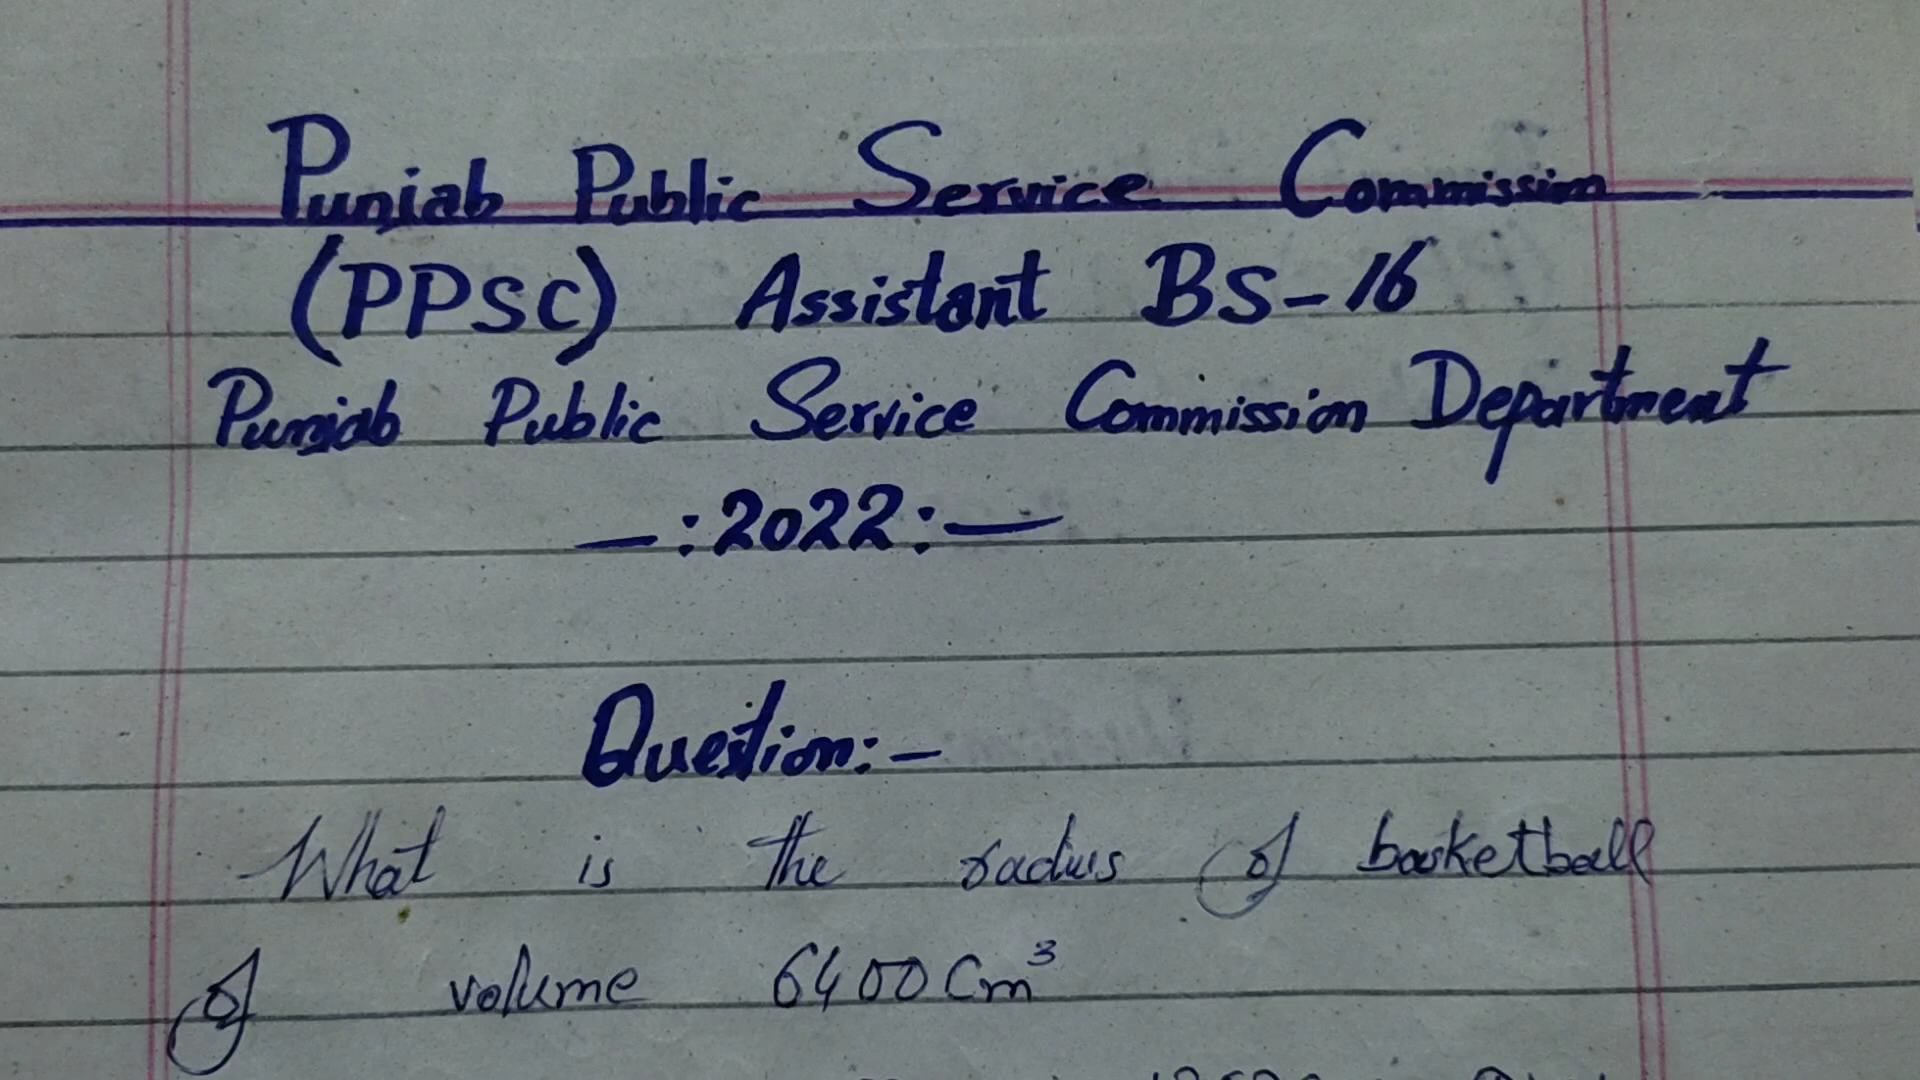 Punjab Public Service Commission
(PPSC) Assistant BS-16
Punjab Public Service Commission Department
—:2022:—
Question:-
What is the radius of basketball
of volume 6400 Cm³